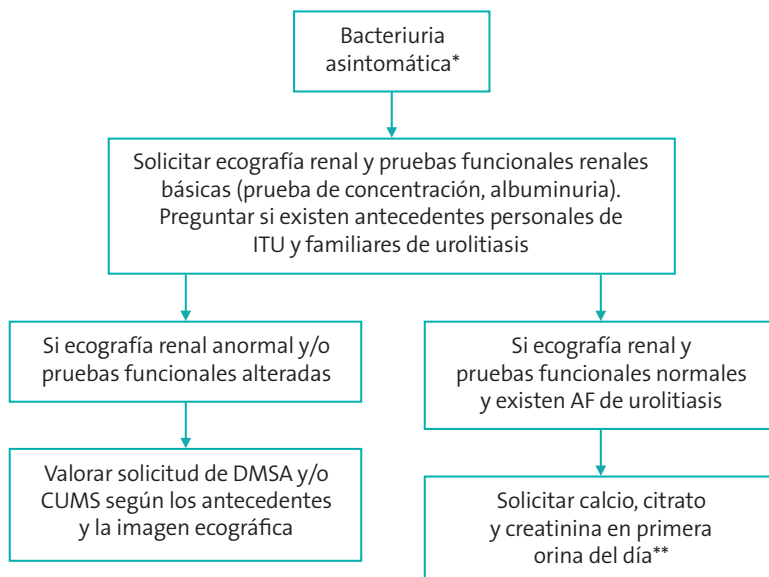 Bacteriuria
asintomática*
Solicitar ecografía renal y pruebas funcionales renales
básicas (prueba de concentración, albuminuria).
Preguntar si existen antecedentes personales de
ITU y familiares de urolitiasis
Si ecografía renal anormal y/o
pruebas funcionales alteradas
Valorar solicitud de DMSA y/o
CUMS según los antecedentes
y la imagen ecográfica
Si ecografía renal y
pruebas funcionales normales
y existen AF de urolitiasis
Solicitar calcio, citrato
y creatinina en primera
orina del día**